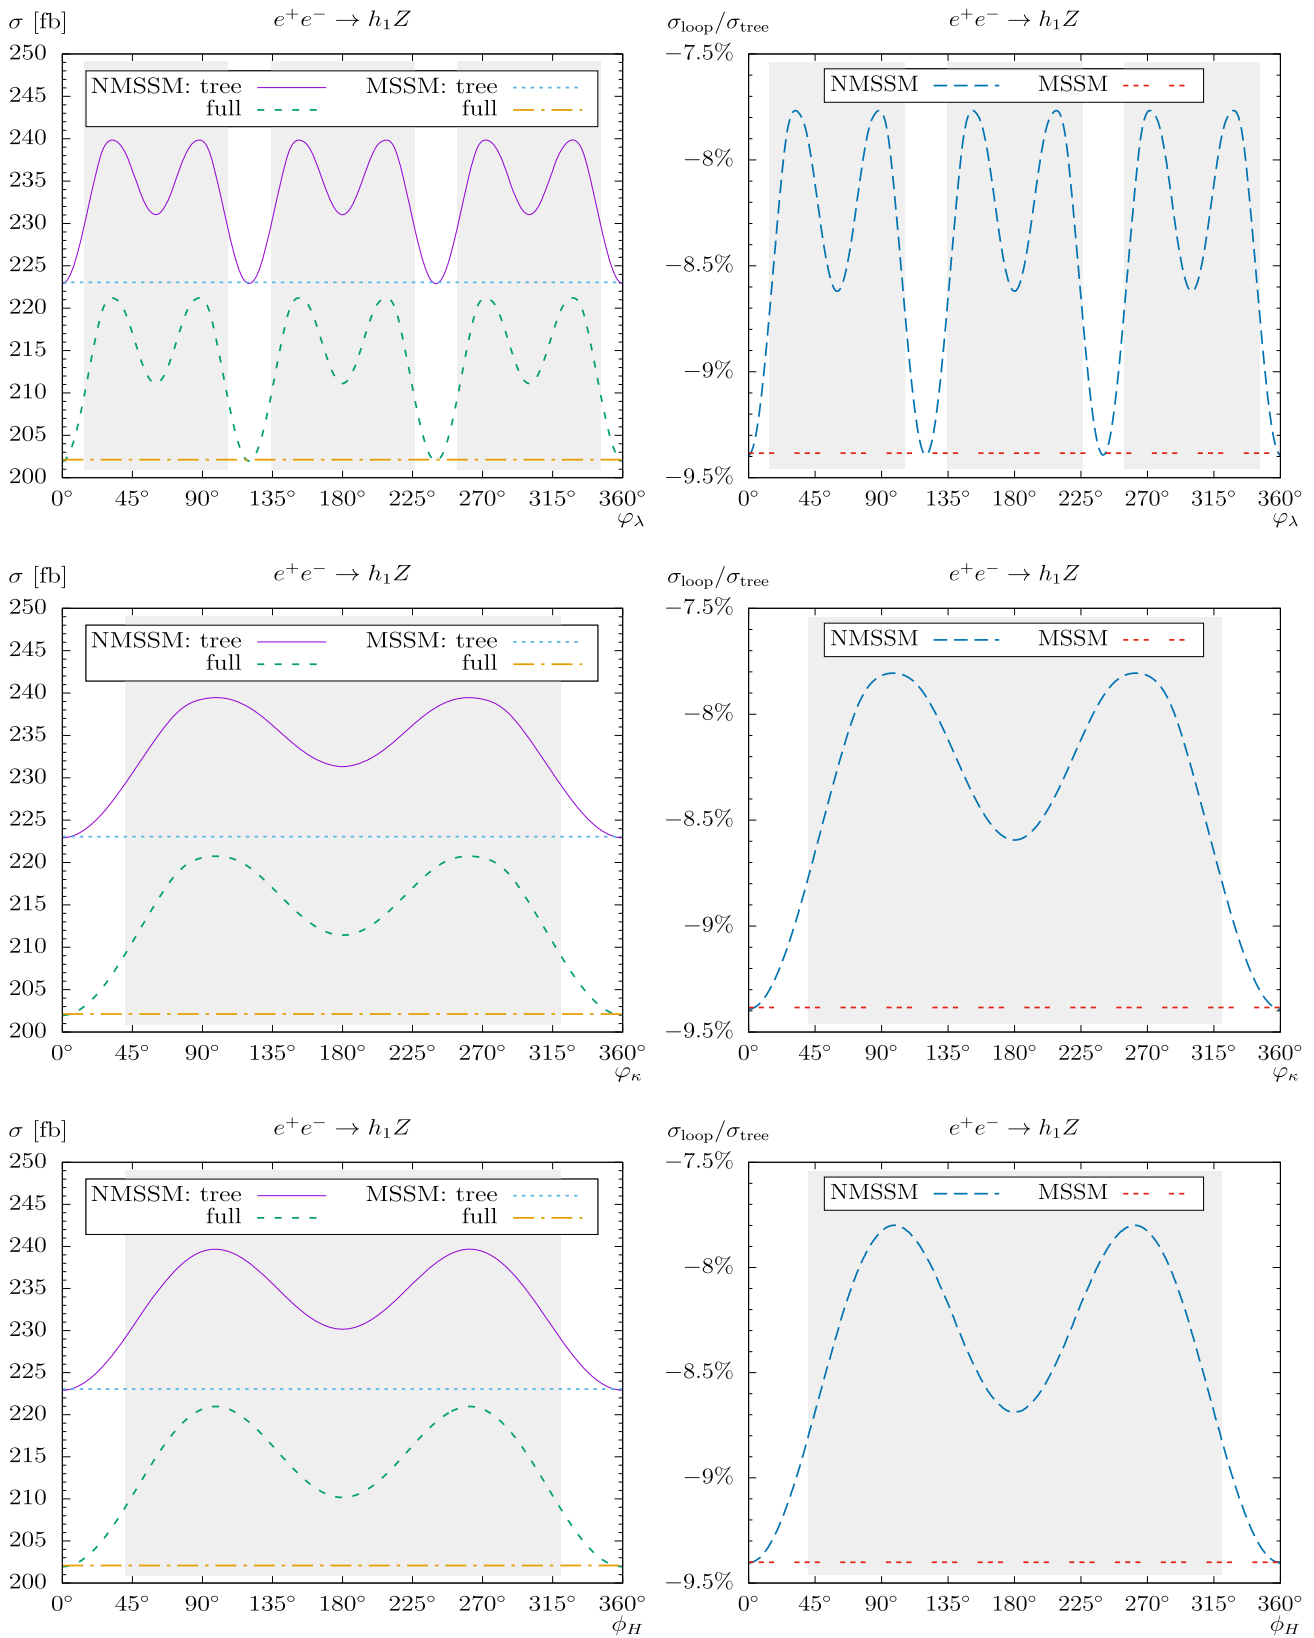 σ [fb]
e⁺e⁻ → h₁Z
250
245
240
235
230
225
220
215
210
205
200
NMSSM: tree
full
MSSM: tree
full
0° 45° 90° 135° 180° 225° 270° 315° 360°
φ_λ
σ_loop/σ_tree
e⁺e⁻ → h₁Z
−7.5%
−8%
−8.5%
−9%
−9.5%
NMSSM MSSM
0° 45° 90° 135° 180° 225° 270° 315° 360°
φ_λ
σ [fb]
e⁺e⁻ → h₁Z
250
245
240
235
230
225
220
215
210
205
200
NMSSM: tree
full
MSSM: tree
full
0° 45° 90° 135° 180° 225° 270° 315° 360°
φ_κ
σ_loop/σ_tree
e⁺e⁻ → h₁Z
−7.5%
−8%
−8.5%
−9%
−9.5%
NMSSM MSSM
0° 45° 90° 135° 180° 225° 270° 315° 360°
φ_κ
σ [fb]
e⁺e⁻ → h₁Z
250
245
240
235
230
225
220
215
210
205
200
NMSSM: tree
full
MSSM: tree
full
0° 45° 90° 135° 180° 225° 270° 315° 360°
ϕ_H
σ_loop/σ_tree
e⁺e⁻ → h₁Z
−7.5%
−8%
−8.5%
−9%
−9.5%
NMSSM MSSM
0° 45° 90° 135° 180° 225° 270° 315° 360°
ϕ_H